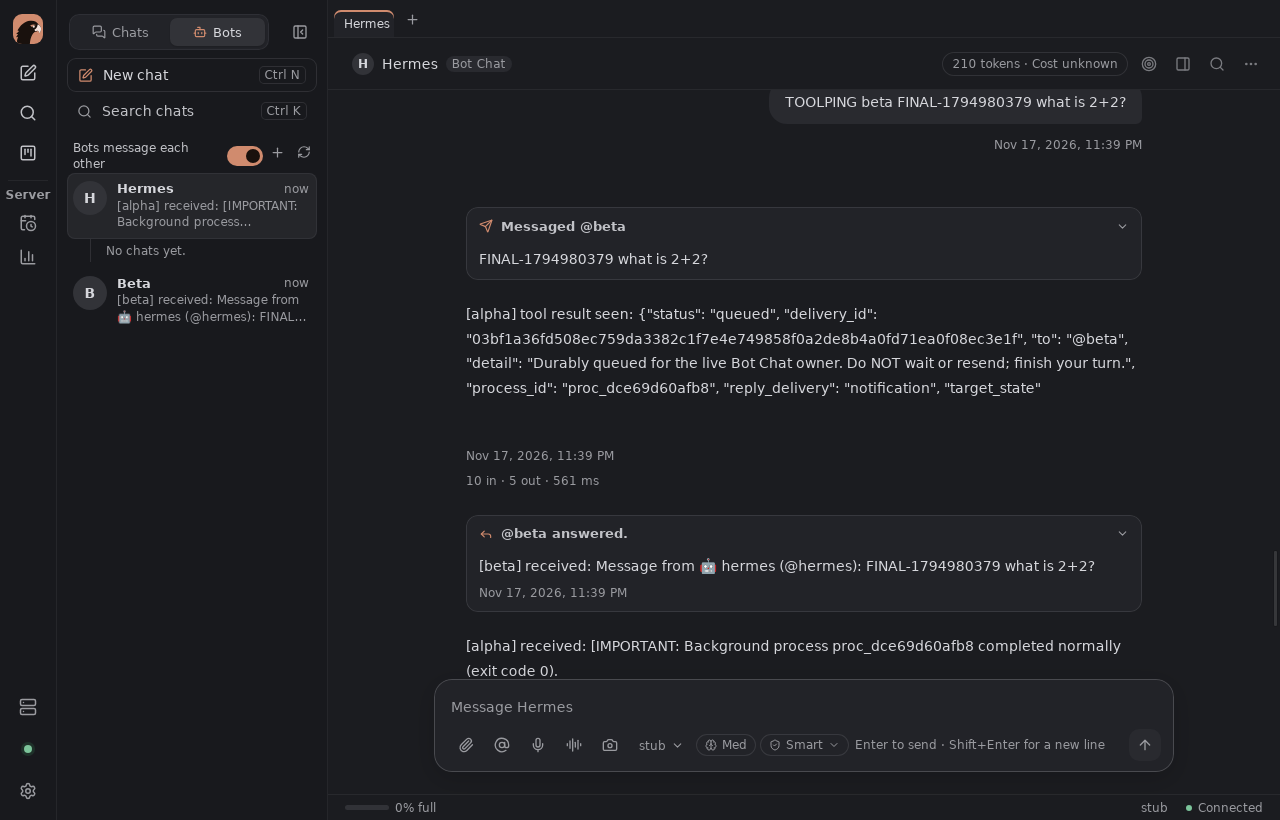 Chats
Bots
New chat
Ctrl N
Search chats
Ctrl K
Bots message each
other
Server
H
Hermes
now
[alpha] received: [IMPORTANT:
Background process…
No chats yet.
B
Beta
now
[beta] received: Message from
🤖 hermes (@hermes): FINAL…
Hermes
H
Hermes
Bot Chat
210 tokens · Cost unknown
TOOLPING beta FINAL-1794980379 what is 2+2?
Nov 17, 2026, 11:39 PM
Messaged @beta
FINAL-1794980379 what is 2+2?
[alpha] tool result seen: {"status": "queued", "delivery_id":
"03bf1a36fd508ec759da3382c1f7e4e749858f0a2de8b4a0fd71ea0f08ec3e1f", "to": "@beta",
"detail": "Durably queued for the live Bot Chat owner. Do NOT wait or resend; finish your turn.",
"process_id": "proc_dce69d60afb8", "reply_delivery": "notification", "target_state"
Nov 17, 2026, 11:39 PM
10 in · 5 out · 561 ms
@beta answered.
[beta] received: Message from 🤖 hermes (@hermes): FINAL-1794980379 what is 2+2?
Nov 17, 2026, 11:39 PM
[alpha] received: [IMPORTANT: Background process proc_dce69d60afb8 completed normally
(exit code 0).
Message Hermes
stub
Med
Smart
Enter to send · Shift+Enter for a new line
0% full
stub
Connected